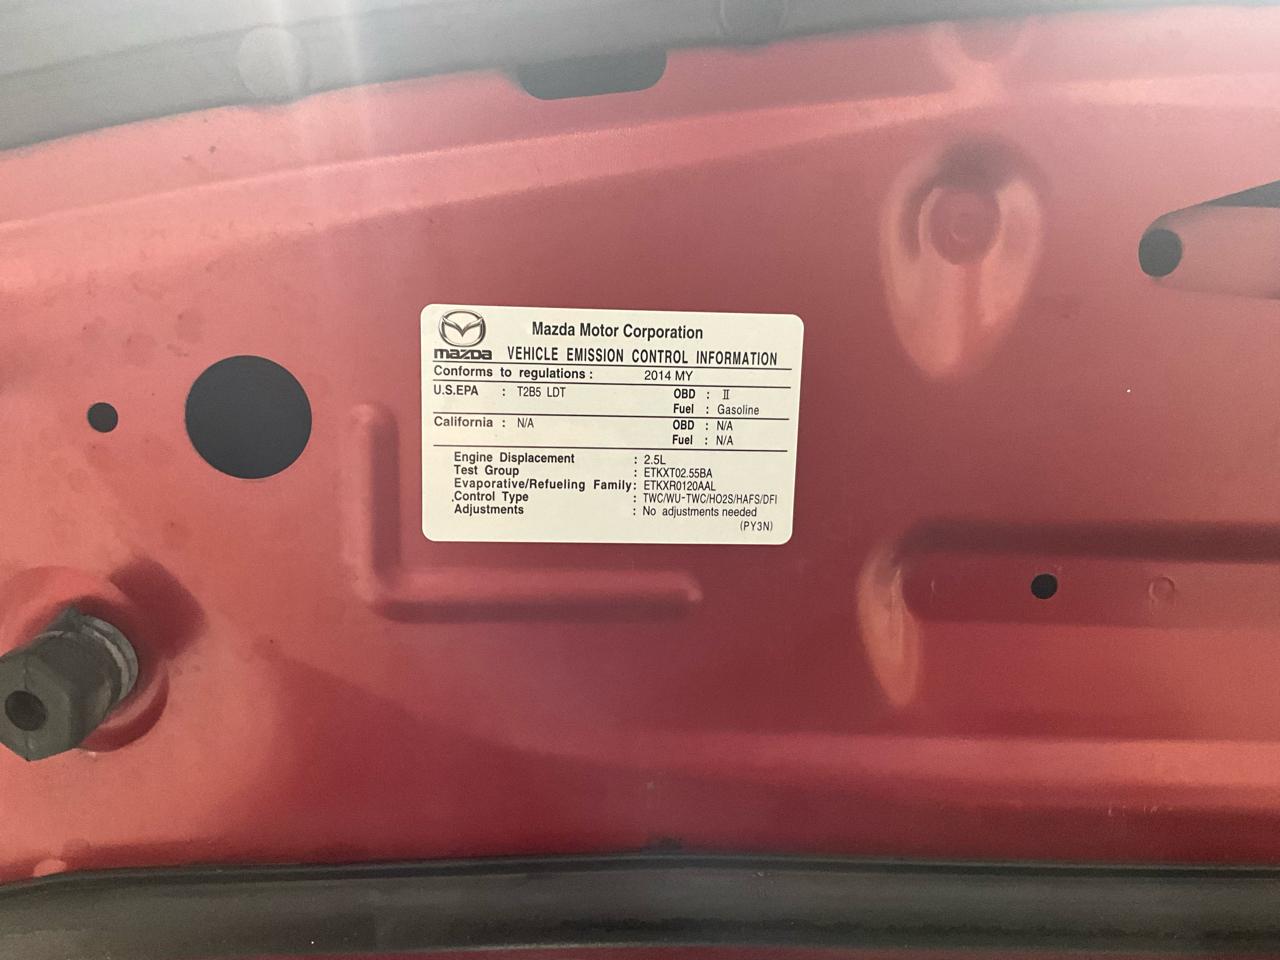 Mazda Motor Corporation
mazda VEHICLE EMISSION CONTROL INFORMATION
Conforms to regulations : 2014 MY
U.S.EPA : T2B5 LDT OBD : II
Fuel : Gasoline
California : N/A OBD : N/A
Fuel : N/A
Engine Displacement : 2.5L
Test Group : ETKXT02.55BA
Evaporative/Refueling Family: ETKXR0120AAL
Control Type : TWC/WU-TWC/HO2S/HAFS/DFI
Adjustments : No adjustments needed
(PY3N)